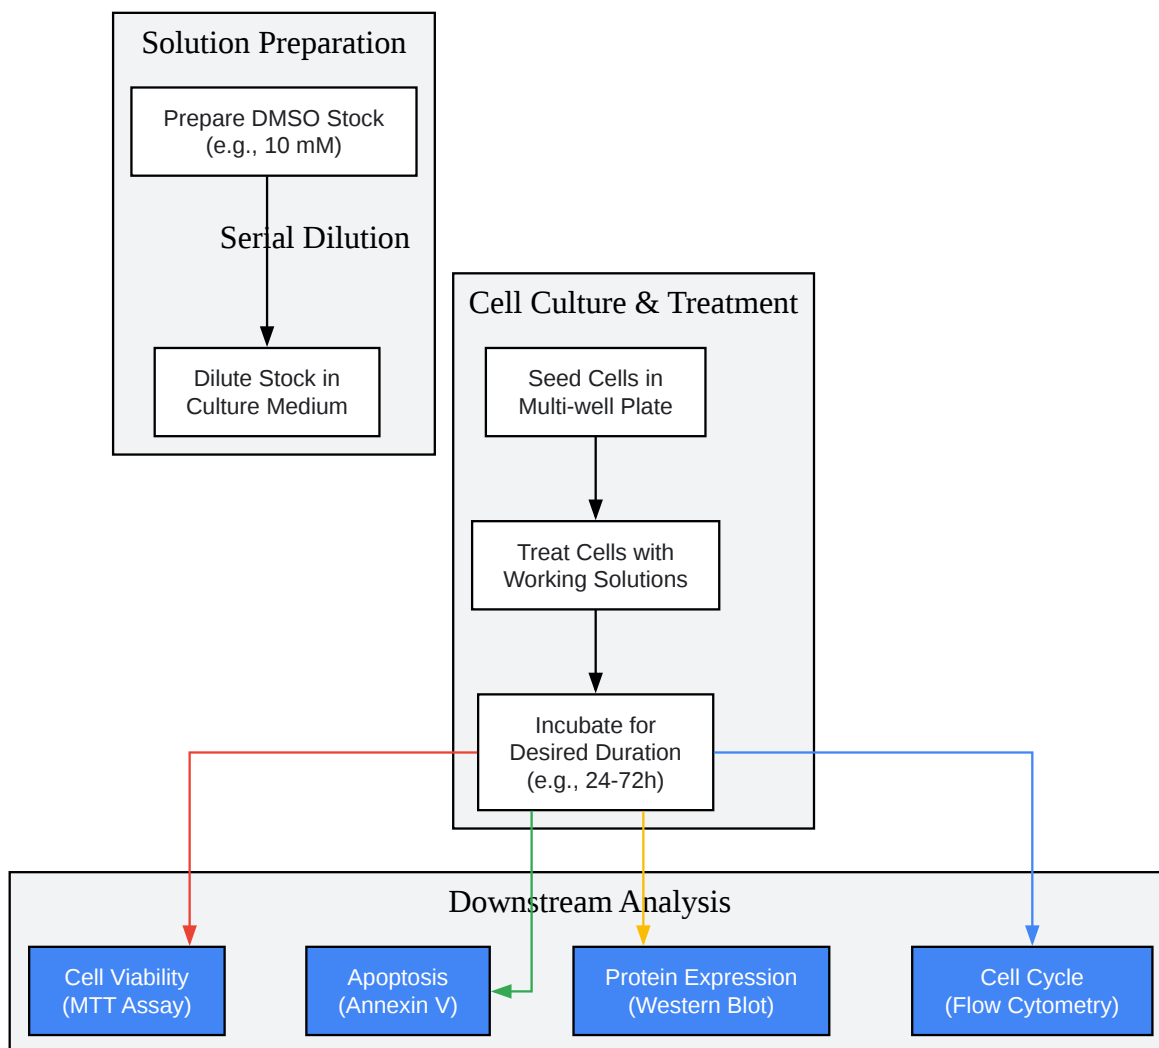 Solution Preparation
Prepare DMSO Stock
(e.g., 10 mM)
Serial Dilution
Dilute Stock in
Culture Medium
Cell Culture & Treatment
Seed Cells in
Multi-well Plate
Treat Cells with
Working Solutions
Incubate for
Desired Duration
(e.g., 24-72h)
Downstream Analysis
Cell Viability
(MTT Assay)
Apoptosis
(Annexin V)
Protein Expression
(Western Blot)
Cell Cycle
(Flow Cytometry)